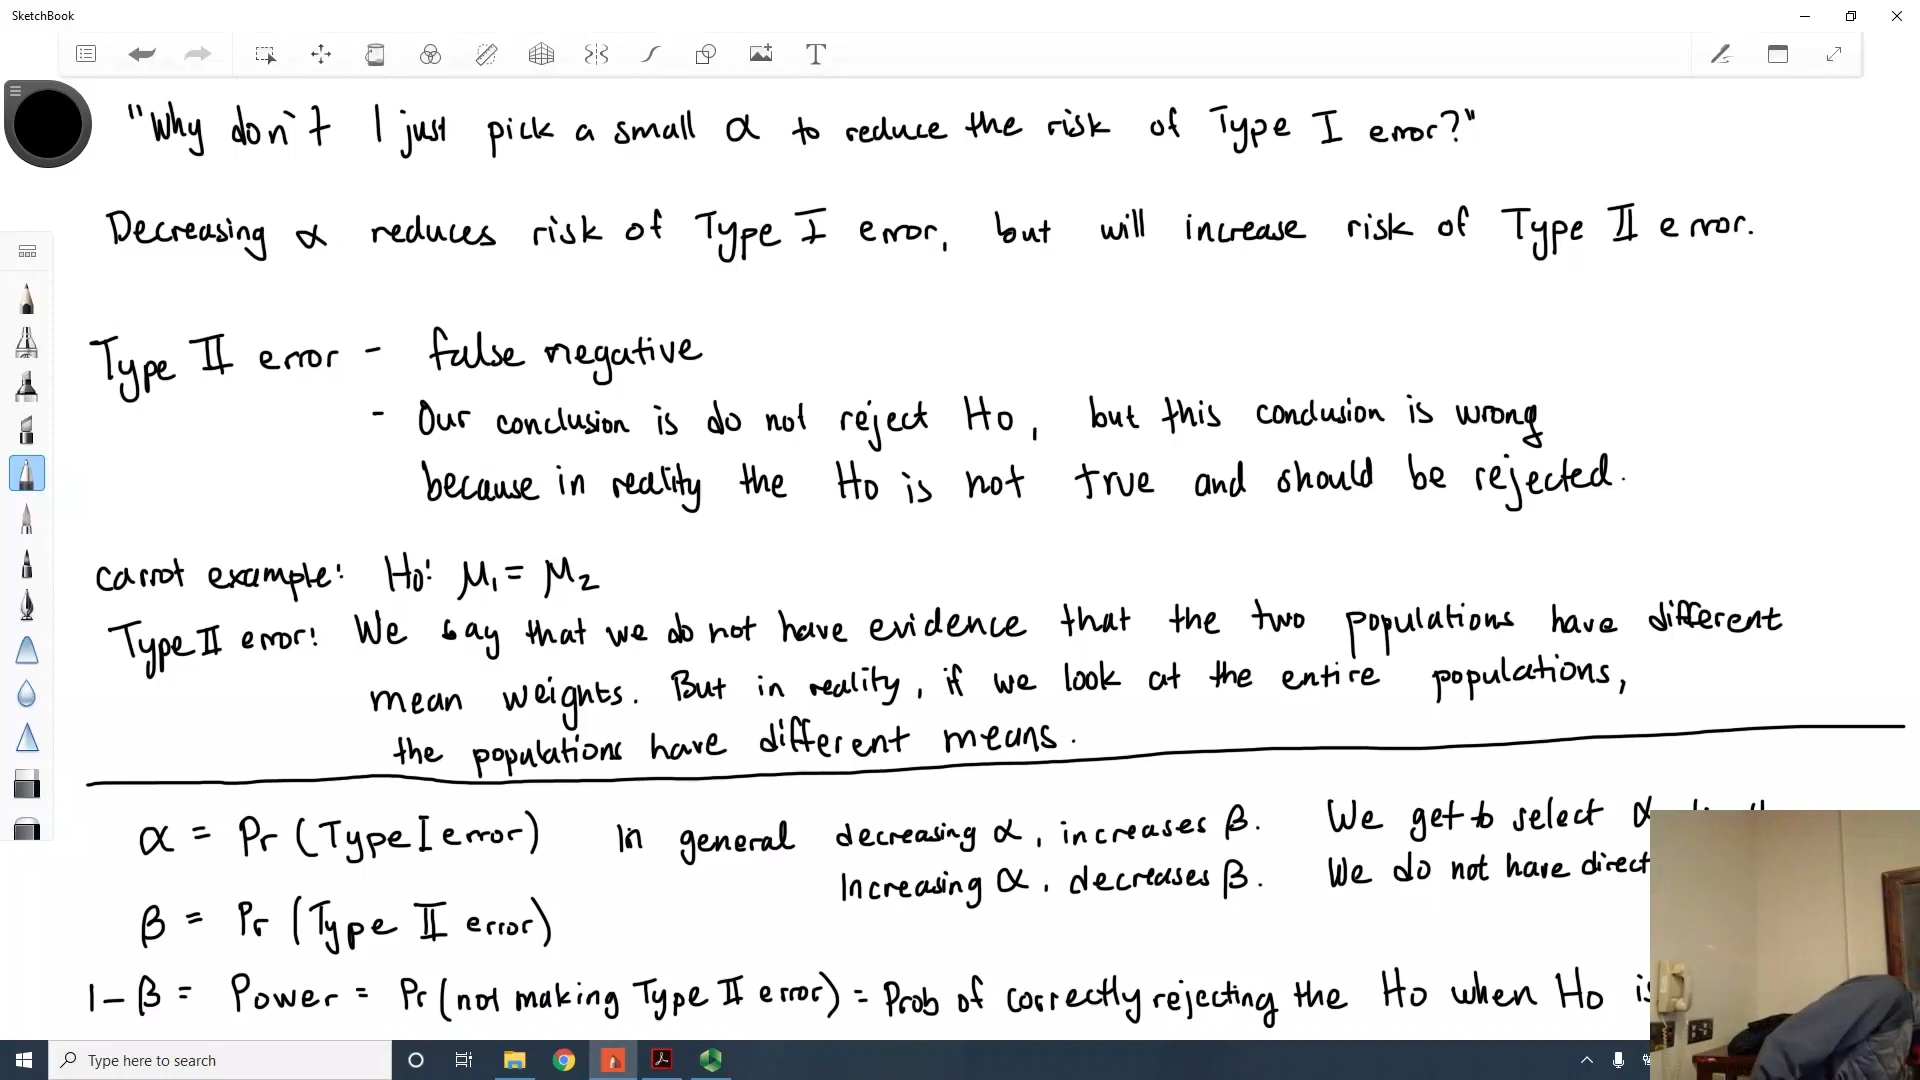 SketchBook
"Why don't I just pick a small α to reduce the risk of Type I error?"
Decreasing α reduces risk of Type I error, but will increase risk of Type II error.
Type II error - false negative
- Our conclusion is do not reject Ho, but this conclusion is wrong
because in reality the Ho is not true and should be rejected.
carrot example: Ho: μ1 = μ2
Type II error: We say that we do not have evidence that the two populations have different
mean weights. But in reality, if we look at the entire populations,
the populations have different means.
α = Pr (Type I error) In general decreasing α, increases β. We get to select α
Increasing α, decreases β. We do not have direct
β = Pr (Type II error)
1 - β = Power = Pr (not making Type II error) = Prob of correctly rejecting the Ho when Ho is
Type here to search